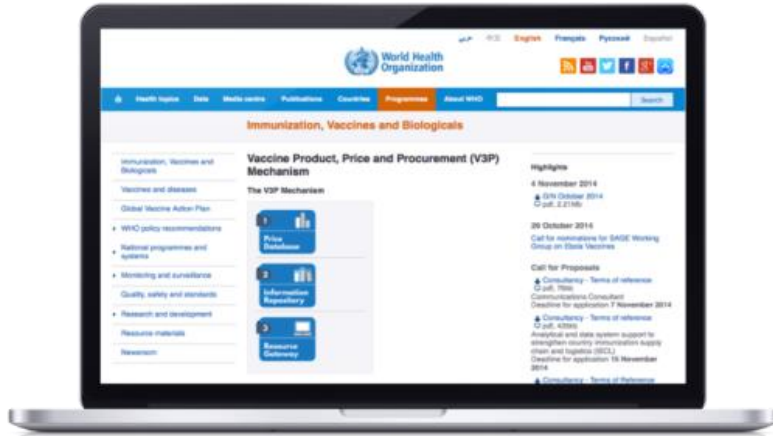 English Français Русский Español
World Health
Organization
Health topics Data Media centre Publications Countries Programmes About WHO Search
Immunization, Vaccines and Biologicals
Immunization, Vaccines and
Biologicals
Vaccines and diseases
Global Vaccine Action Plan
WHO policy recommendations
National programmes and
systems
Monitoring and surveillance
Quality, safety and standards
Research and development
Resource materials
Newsroom
Vaccine Product, Price and Procurement (V3P)
Mechanism
The V3P Mechanism
1
Price
Database
2
Information
Repository
3
Resource
Gateway
Highlights
4 November 2014
GIN October 2014
pdf, 2.21Mb
29 October 2014
Call for nominations for SAGE Working
Group on Ebola Vaccines
Call for Proposals
Consultancy - Terms of reference
pdf, 76kb
Communications Consultant
Deadline for application 7 November 2014
Consultancy - Terms of reference
pdf, 435kb
Analytical and data system support to
strengthen country immunization supply
chain and logistics (ISCL)
Deadline for application 15 November
2014
Consultancy - Terms of Reference